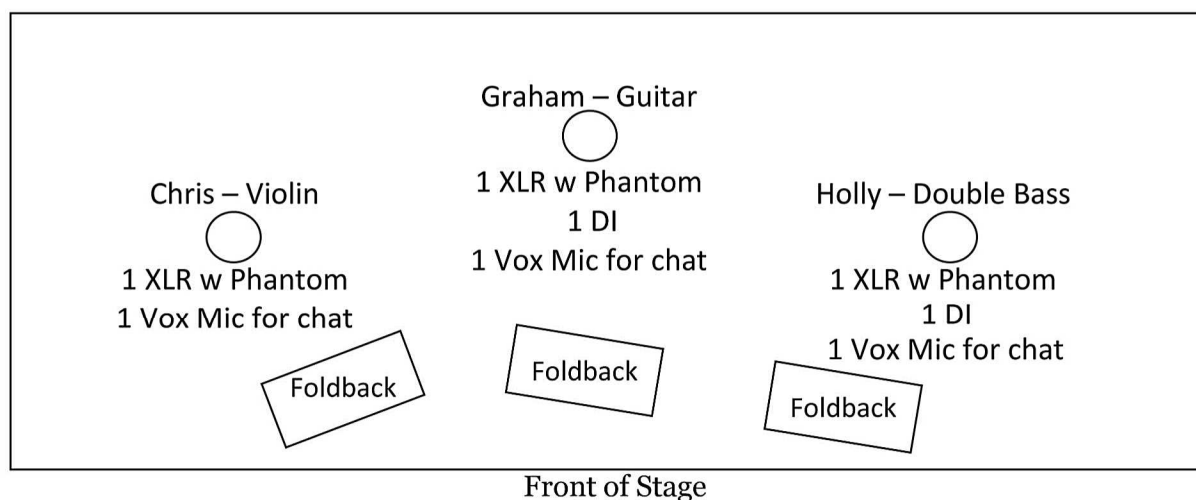 Graham – Guitar
1 XLR w Phantom
1 DI
1 Vox Mic for chat
Chris – Violin
1 XLR w Phantom
1 Vox Mic for chat
Holly – Double Bass
1 XLR w Phantom
1 DI
1 Vox Mic for chat
Foldback
Foldback
Foldback
Front of Stage